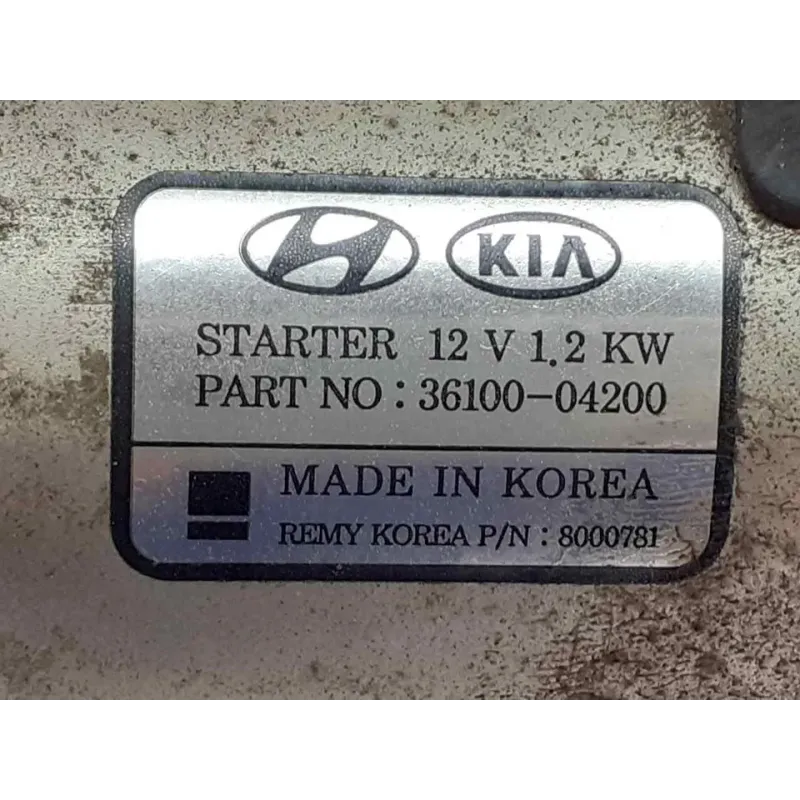 KIA
STARTER 12 V 1.2 KW
PART NO : 36100-04200
MADE IN KOREA
REMY KOREA P/N : 8000781